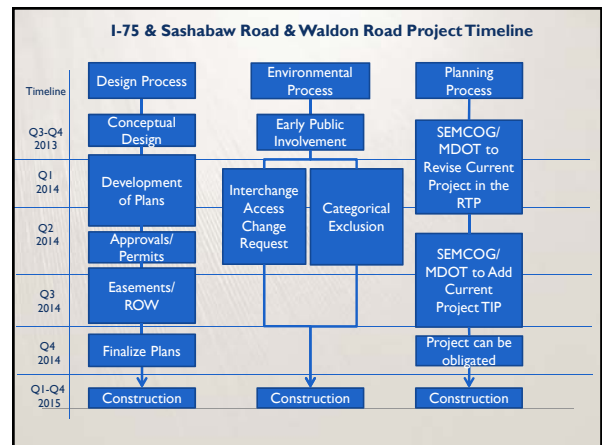 I-75 & Sashabaw Road & Waldon Road Project Timeline
Timeline
Design Process
Environmental
Process
Planning
Process
Q3-Q4
2013
Conceptual
Design
Early Public
Involvement
SEMCOG/
MDOT to
Revise Current
Project in the
RTP
Q1
2014
Development
of Plans
Interchange
Access
Change
Request
Categorical
Exclusion
Q2
2014
Approvals/
Permits
SEMCOG/
MDOT to Add
Current
Project TIP
Q3
2014
Easements/
ROW
Q4
2014
Finalize Plans
Project can be
obligated
Q1-Q4
2015
Construction
Construction
Construction